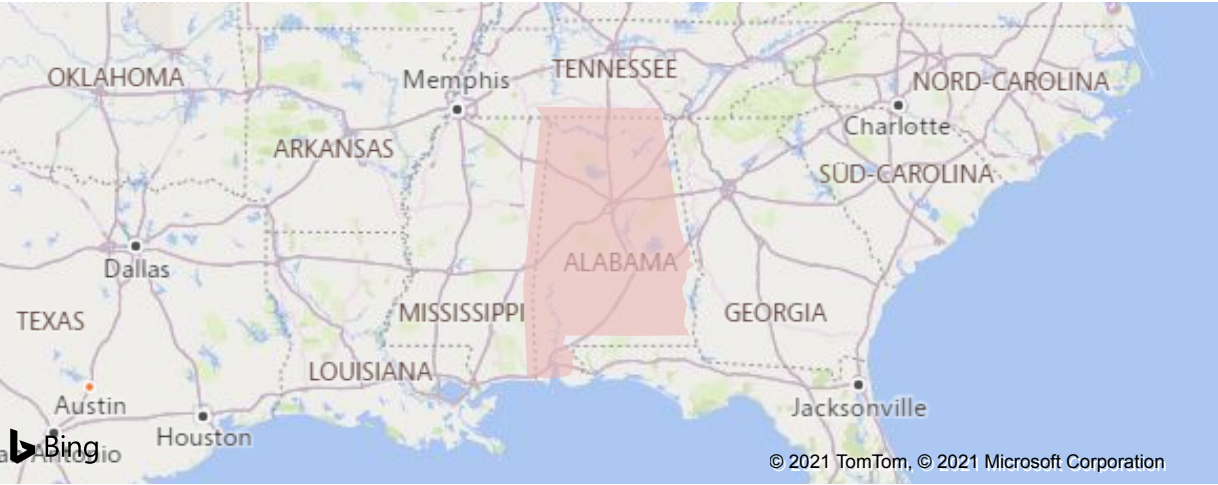 OKLAHOMA
Memphis
TENNESSEE
NORD-CAROLINA
Charlotte
ARKANSAS
SÜD-CAROLINA
Dallas
ALABAMA
TEXAS
MISSISSIPPI
GEORGIA
LOUISIANA
Austin
Jacksonville
Houston
Bing
Antonio
© 2021 TomTom, © 2021 Microsoft Corporation